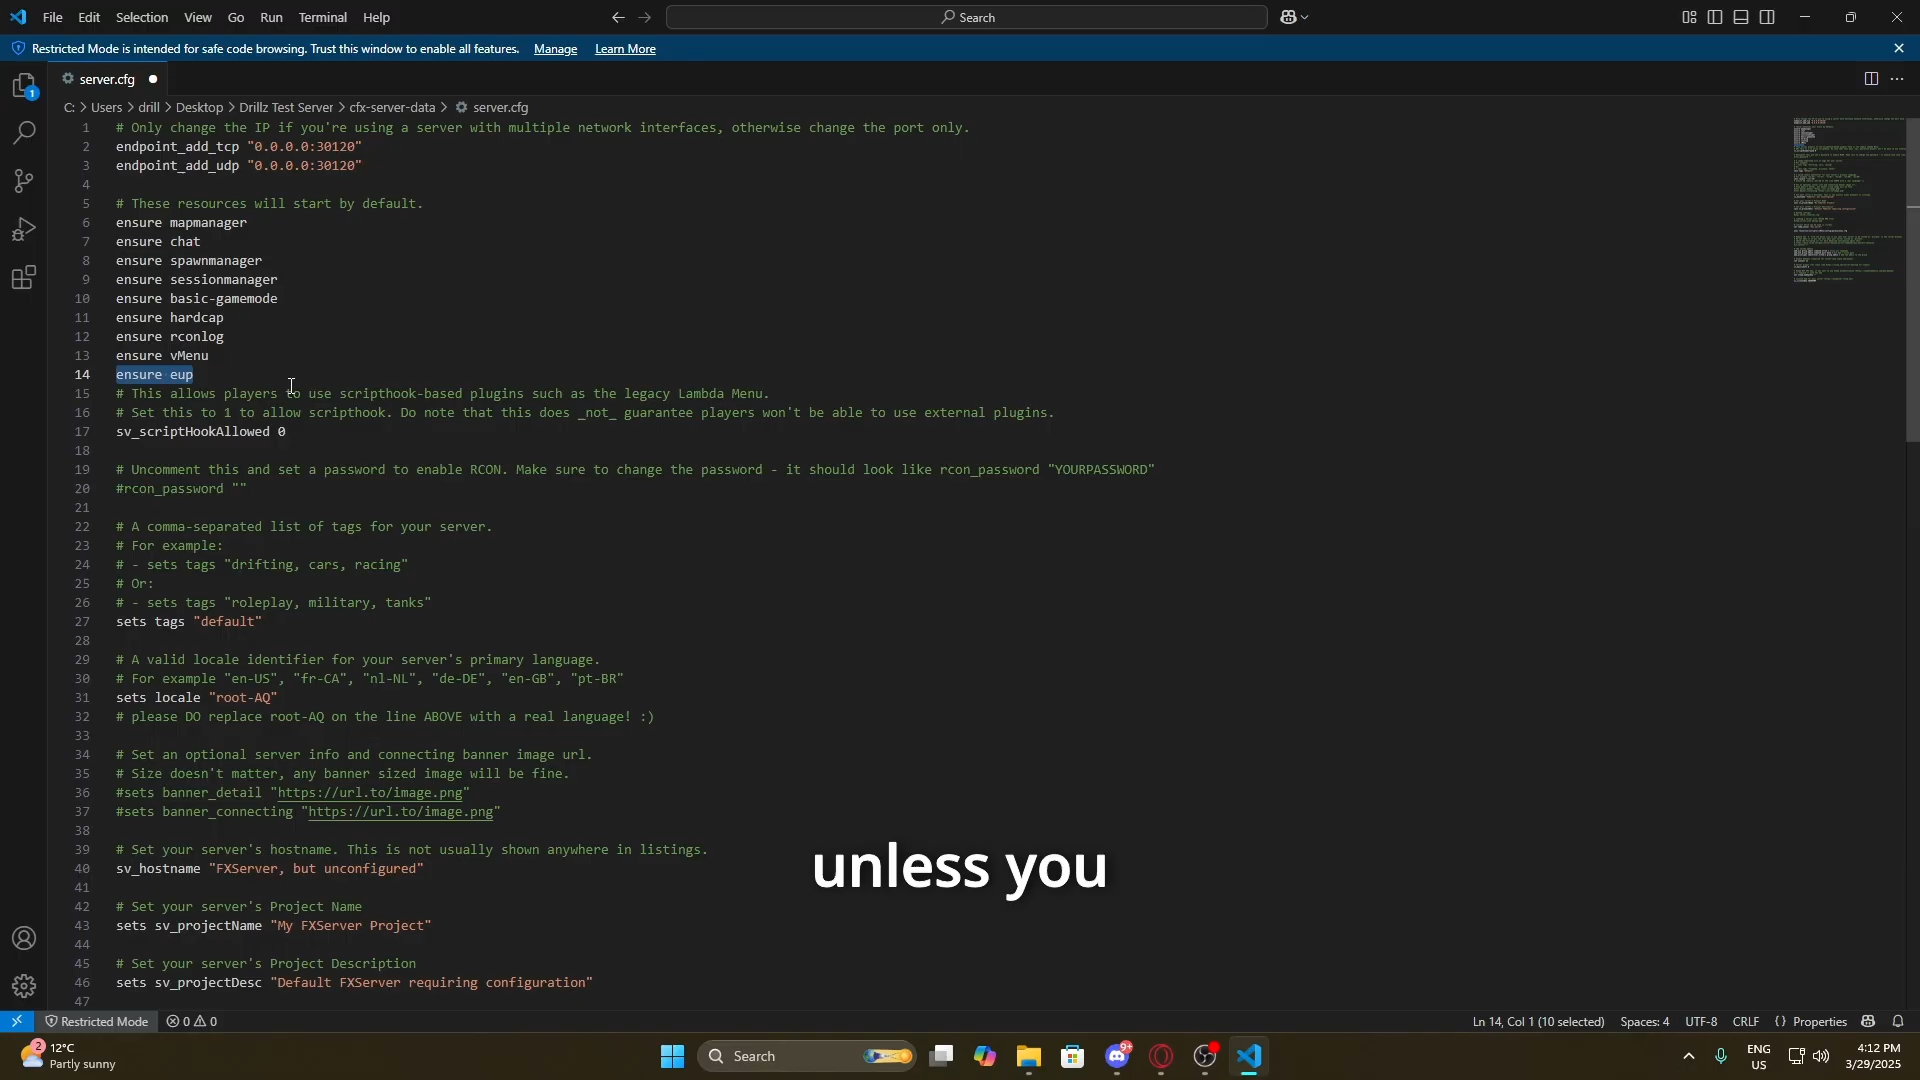 File Edit Selection View Go Run Terminal Help
Search
Restricted Mode is intended for safe code browsing. Trust this window to enable all features. Manage Learn More
server.cfg
C: > Users > drill > Desktop > Drillz Test Server > cfx-server-data > server.cfg
1 # Only change the IP if you're using a server with multiple network interfaces, otherwise change the port only.
2 endpoint_add_tcp "0.0.0.0:30120"
3 endpoint_add_udp "0.0.0.0:30120"
4
5 # These resources will start by default.
6 ensure mapmanager
7 ensure chat
8 ensure spawnmanager
9 ensure sessionmanager
10 ensure basic-gamemode
11 ensure hardcap
12 ensure rconlog
13 ensure vMenu
14 ensure eup
15 # This allows players to use scripthook-based plugins such as the legacy Lambda Menu.
16 # Set this to 1 to allow scripthook. Do note that this does _not_ guarantee players won't be able to use external plugins.
17 sv_scriptHookAllowed 0
18
19 # Uncomment this and set a password to enable RCON. Make sure to change the password - it should look like rcon_password "YOURPASSWORD"
20 #rcon_password ""
21
22 # A comma-separated list of tags for your server.
23 # For example:
24 # - sets tags "drifting, cars, racing"
25 # Or:
26 # - sets tags "roleplay, military, tanks"
27 sets tags "default"
28
29 # A valid locale identifier for your server's primary language.
30 # For example "en-US", "fr-CA", "nl-NL", "de-DE", "en-GB", "pt-BR"
31 sets locale "root-AQ"
32 # please DO replace root-AQ on the line ABOVE with a real language! :)
33
34 # Set an optional server info and connecting banner image url.
35 # Size doesn't matter, any banner sized image will be fine.
36 #sets banner_detail "https://url.to/image.png"
37 #sets banner_connecting "https://url.to/image.png"
38
39 # Set your server's hostname. This is not usually shown anywhere in listings.
40 sv_hostname "FXServer, but unconfigured"
41
42 # Set your server's Project Name
43 sets sv_projectName "My FXServer Project"
44
45 # Set your server's Project Description
46 sets sv_projectDesc "Default FXServer requiring configuration"
47
unless you
1
Restricted Mode 0 0
Ln 14, Col 1 (10 selected) Spaces: 4 UTF-8 CRLF {} Properties
2
12°C
Partly sunny
Search
9+
ENG
US
4:12 PM
3/29/2025